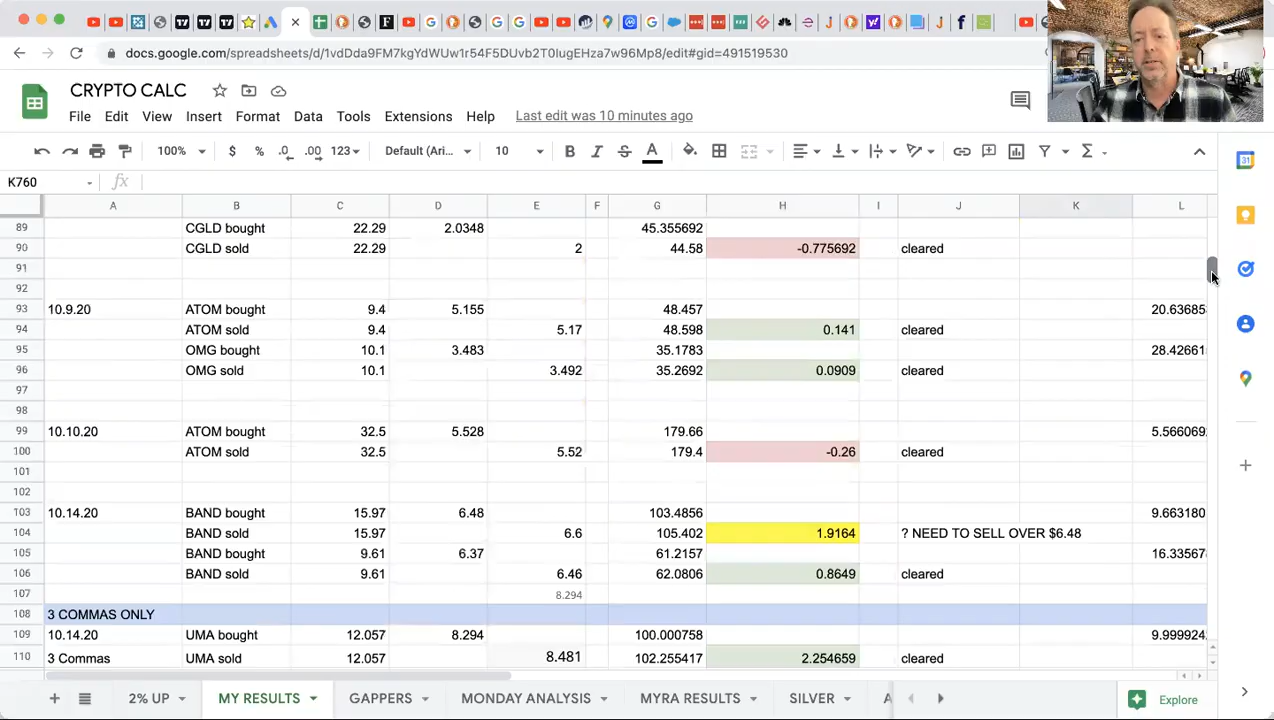 docs.google.com/spreadsheets/d/1vdDda9FM7kgYdWUw1r54F5DUvb2T0IugEHza7w96Mp8/edit#gid=491519530
CRYPTO CALC
File Edit View Insert Format Data Tools Extensions Help Last edit was 10 minutes ago
100% $ % .0 .00 123 Default (Ari... 10 B I S A
K760 fx
A B C D E F G H I J K L
89 CGLD bought 22.29 2.0348 45.355692
90 CGLD sold 22.29 2 44.58 -0.775692 cleared
91
92
93 10.9.20 ATOM bought 9.4 5.155 48.457 20.63685
94 ATOM sold 9.4 5.17 48.598 0.141 cleared
95 OMG bought 10.1 3.483 35.1783 28.42661
96 OMG sold 10.1 3.492 35.2692 0.0909 cleared
97
98
99 10.10.20 ATOM bought 32.5 5.528 179.66 5.566069
100 ATOM sold 32.5 5.52 179.4 -0.26 cleared
101
102
103 10.14.20 BAND bought 15.97 6.48 103.4856 9.663180
104 BAND sold 15.97 6.6 105.402 1.9164 ? NEED TO SELL OVER $6.48
105 BAND bought 9.61 6.37 61.2157 16.33567
106 BAND sold 9.61 6.46 62.0806 0.8649 cleared
107 8.294
108 3 COMMAS ONLY
109 10.14.20 UMA bought 12.057 8.294 100.000758 9.999924
110 3 Commas UMA sold 12.057 8.481 102.255417 2.254659 cleared
2% UP MY RESULTS GAPPERS MONDAY ANALYSIS MYRA RESULTS SILVER Explore